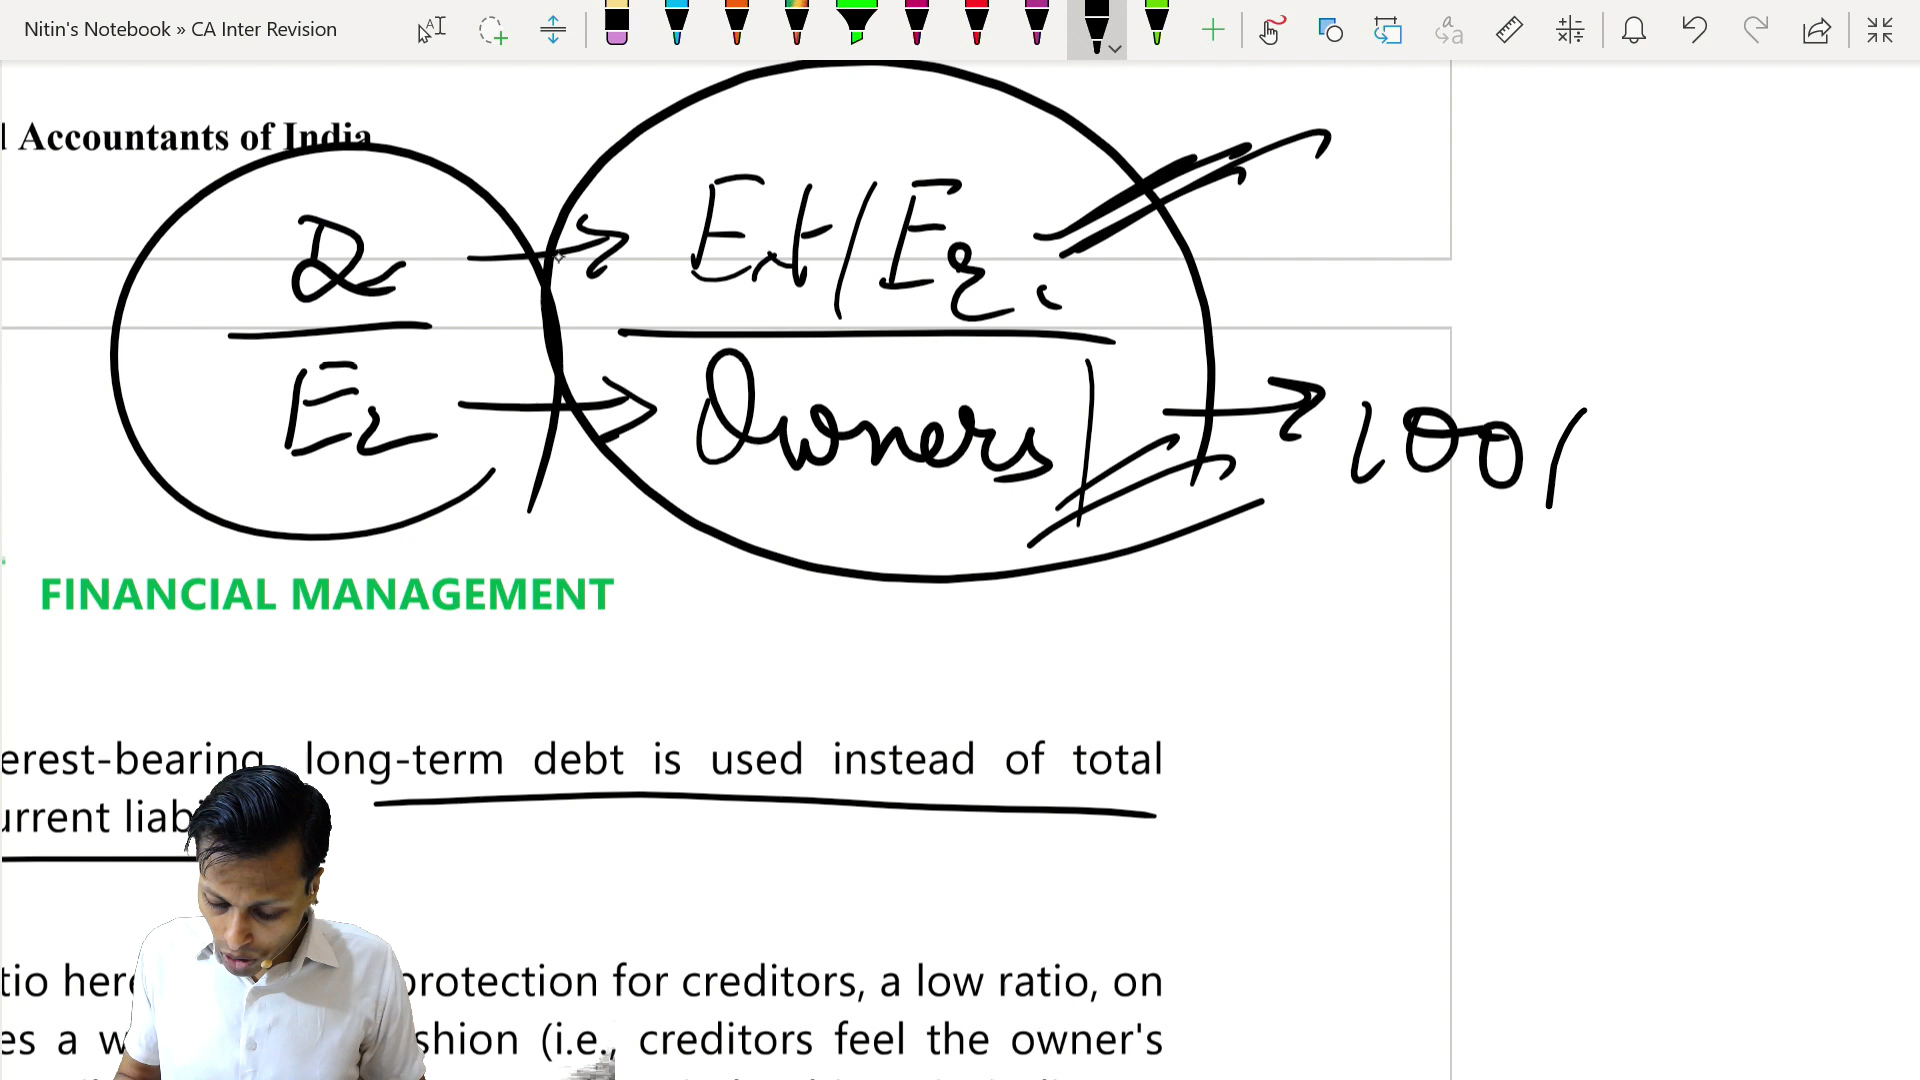 Nitin's Notebook » CA Inter Revision
Accountants of India
Ext/Eq.
Owners
100/
FINANCIAL MANAGEMENT
erest-bearing long-term debt is used instead of total
urrent liab
tio here protection for creditors, a low ratio, on
es a w shion (i.e., creditors feel the owner's